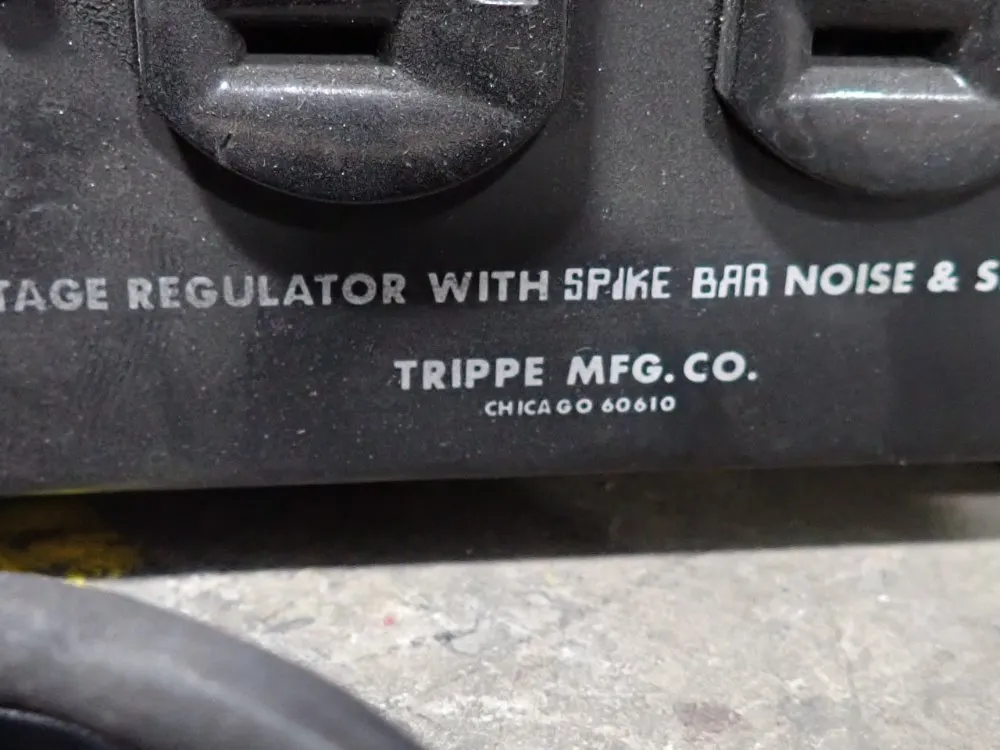 TAGE REGULATOR WITH SPIKE BAR NOISE & S
TRIPPE MFG. CO.
CHICAGO 60610